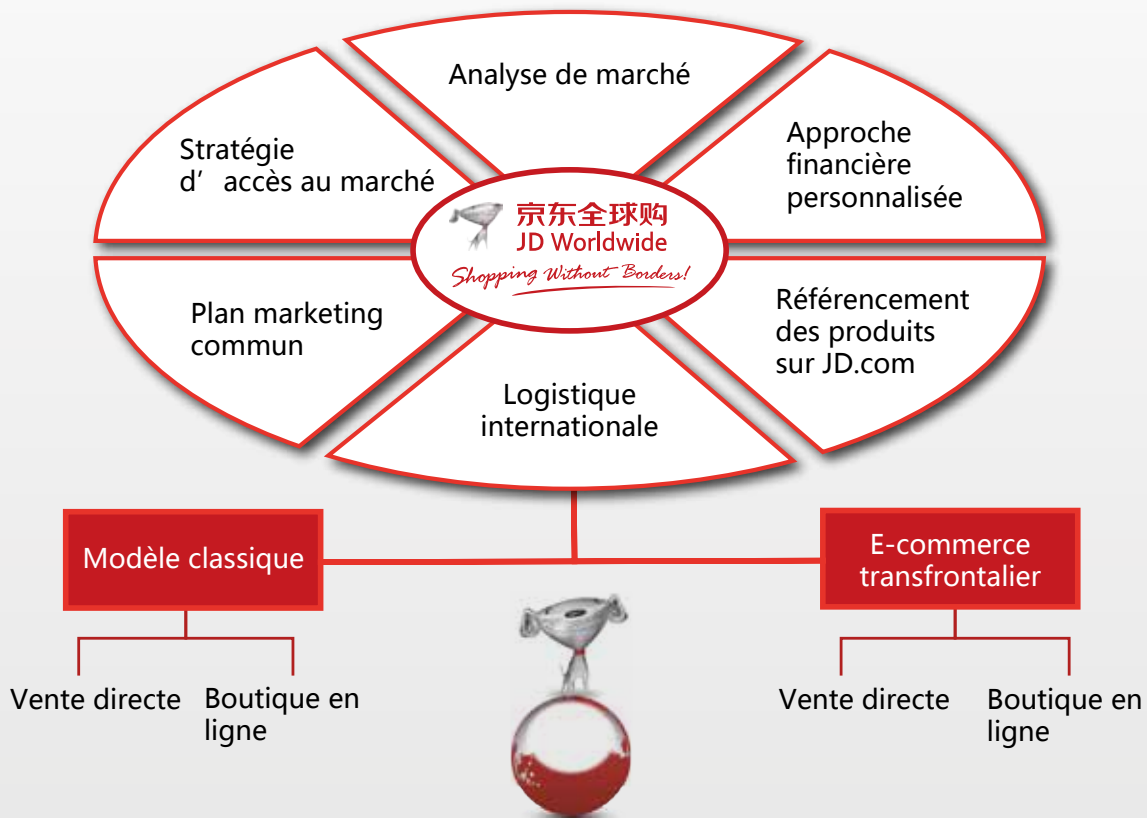 Analyse de marché
Stratégie
d’ accès au marché
Approche
financière
personnalisée
京东全球购
JD Worldwide
Shopping Without Borders!
Plan marketing
commun
Référencement
des produits
sur JD.com
Logistique
internationale
Modèle classique
E-commerce
transfrontalier
Vente directe
Boutique en
ligne
Vente directe
Boutique en
ligne